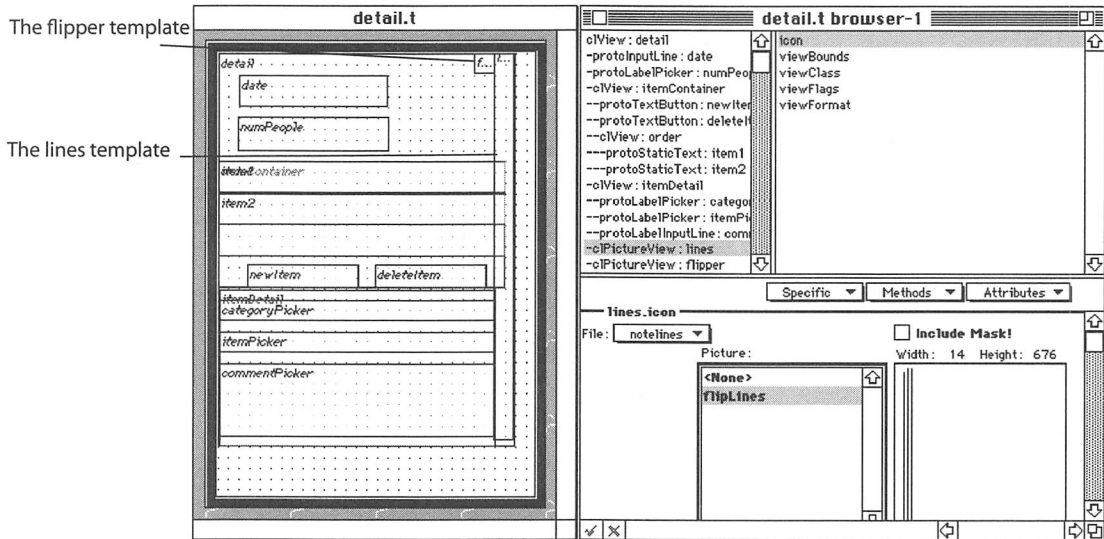 The flipper template
The lines template
detail.t
detail
f...
l...
date
numPeople
item2
newItem
deleteItem
itemDetail
categoryPicker
itemPicker
commentPicker
detail.t browser-1
clView : detail
-protoInputLine : date
-protoLabelPicker : numPeo
-clView : itemContainer
--protoTextButton : newIter
--protoTextButton : deleteIt
--clView : order
---protoStaticText : item1
---protoStaticText : item2
-clView : itemDetail
--protoLabelPicker : catego
--protoLabelPicker : itemPi
--protoLabelInputLine : comm
-clPictureView : lines
-clPictureView : flipper
icon
viewBounds
viewClass
viewFlags
viewFormat
Specific
Methods
Attributes
lines.icon
File: notelines
Include Mask!
Picture:
Width: 14 Height: 676
<None>
flipLines